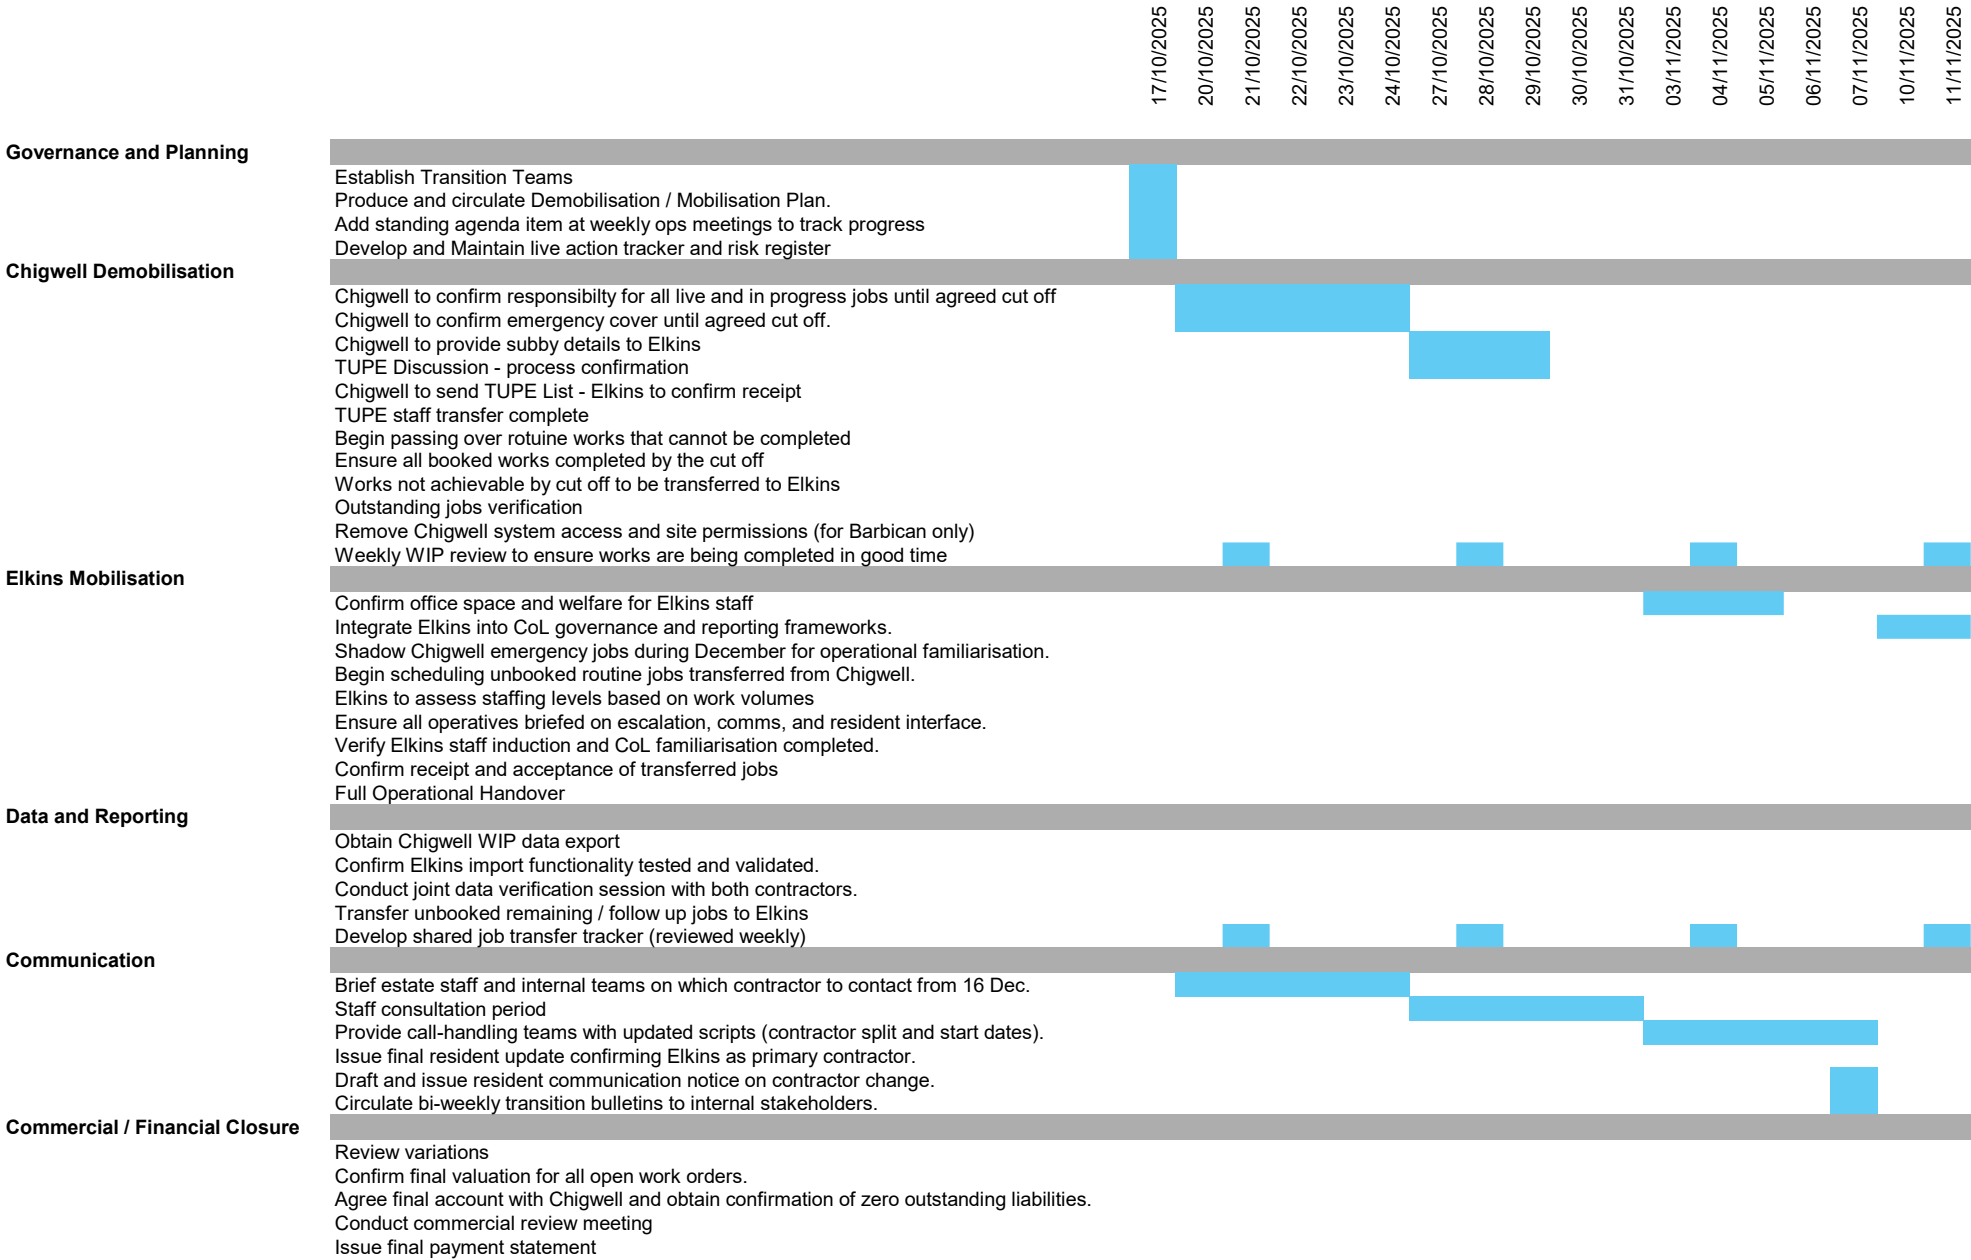 17/10/2025
20/10/2025
21/10/2025
22/10/2025
23/10/2025
24/10/2025
27/10/2025
28/10/2025
29/10/2025
30/10/2025
31/10/2025
03/11/2025
04/11/2025
05/11/2025
06/11/2025
07/11/2025
10/11/2025
11/11/2025
Governance and Planning
Establish Transition Teams
Produce and circulate Demobilisation / Mobilisation Plan.
Add standing agenda item at weekly ops meetings to track progress
Develop and Maintain live action tracker and risk register
Chigwell Demobilisation
Chigwell to confirm responsibilty for all live and in progress jobs until agreed cut off
Chigwell to confirm emergency cover until agreed cut off.
Chigwell to provide subby details to Elkins
TUPE Discussion - process confirmation
Chigwell to send TUPE List - Elkins to confirm receipt
TUPE staff transfer complete
Begin passing over rotuine works that cannot be completed
Ensure all booked works completed by the cut off
Works not achievable by cut off to be transferred to Elkins
Outstanding jobs verification
Remove Chigwell system access and site permissions (for Barbican only)
Weekly WIP review to ensure works are being completed in good time
Elkins Mobilisation
Confirm office space and welfare for Elkins staff
Integrate Elkins into CoL governance and reporting frameworks.
Shadow Chigwell emergency jobs during December for operational familiarisation.
Begin scheduling unbooked routine jobs transferred from Chigwell.
Elkins to assess staffing levels based on work volumes
Ensure all operatives briefed on escalation, comms, and resident interface.
Verify Elkins staff induction and CoL familiarisation completed.
Confirm receipt and acceptance of transferred jobs
Full Operational Handover
Data and Reporting
Obtain Chigwell WIP data export
Confirm Elkins import functionality tested and validated.
Conduct joint data verification session with both contractors.
Transfer unbooked remaining / follow up jobs to Elkins
Develop shared job transfer tracker (reviewed weekly)
Communication
Brief estate staff and internal teams on which contractor to contact from 16 Dec.
Staff consultation period
Provide call-handling teams with updated scripts (contractor split and start dates).
Issue final resident update confirming Elkins as primary contractor.
Draft and issue resident communication notice on contractor change.
Circulate bi-weekly transition bulletins to internal stakeholders.
Commercial / Financial Closure
Review variations
Confirm final valuation for all open work orders.
Agree final account with Chigwell and obtain confirmation of zero outstanding liabilities.
Conduct commercial review meeting
Issue final payment statement